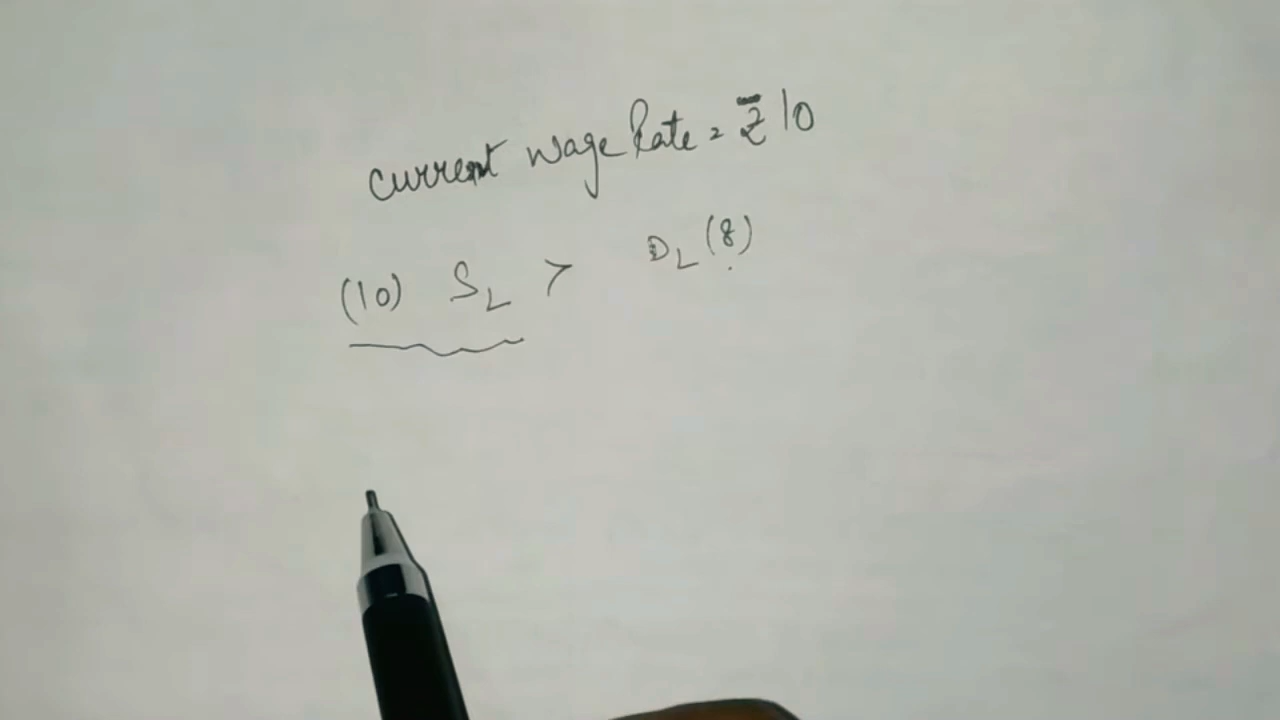 current wage Rate = ₹ 10
(10) SL > DL (8)